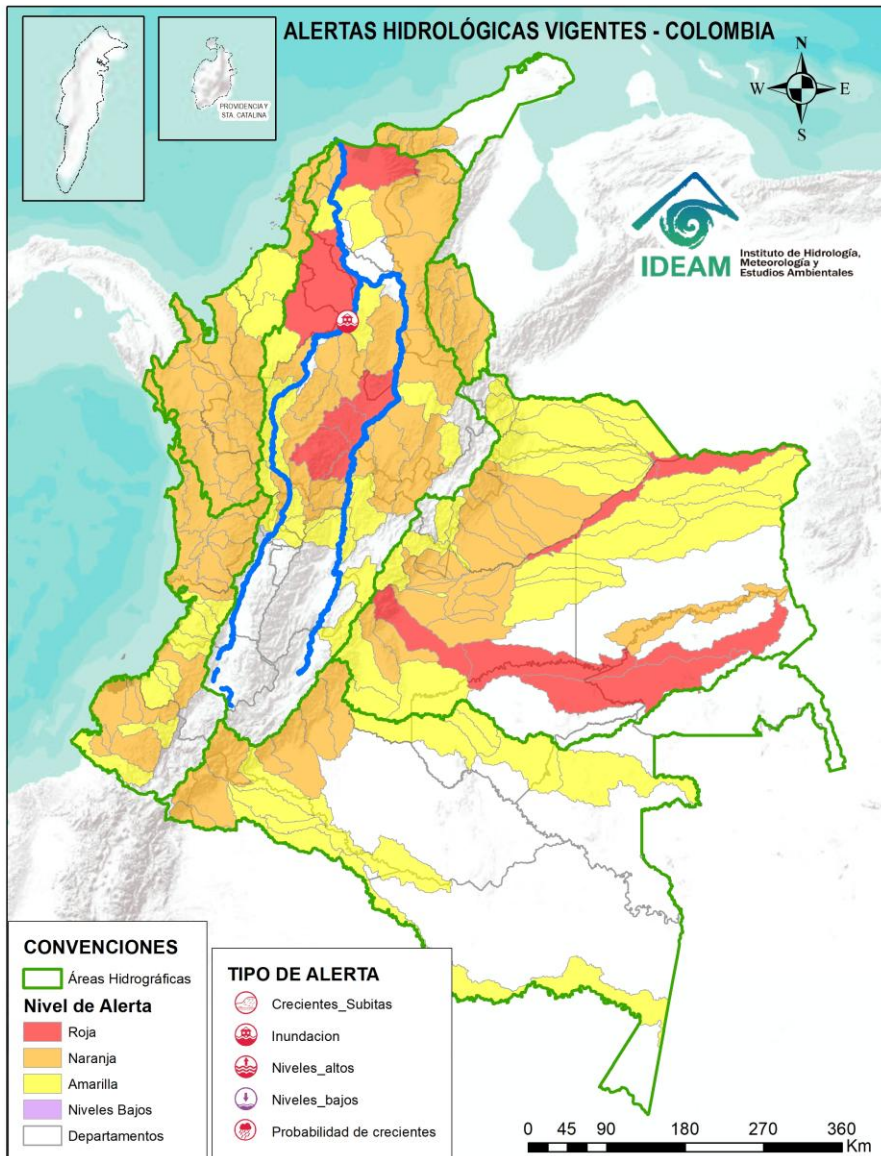 ALERTAS HIDROLÓGICAS VIGENTES - COLOMBIA
PROVIDENCIA Y
STA. CATALINA
N
W
E
S
IDEAM
Instituto de Hidrología,
Meteorología y
Estudios Ambientales
CONVENCIONES
Áreas Hidrográficas
Nivel de Alerta
Roja
Naranja
Amarilla
Niveles Bajos
Departamentos
TIPO DE ALERTA
Crecientes_Subitas
Inundacion
Niveles_altos
Niveles_bajos
Probabilidad de crecientes
0 45 90 180 270 360
Km